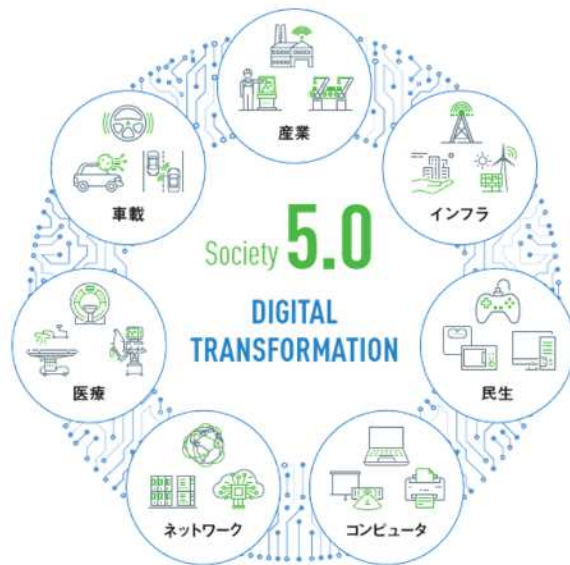 産業
車載
インフラ
Society 5.0
DIGITAL
TRANSFORMATION
医療
民生
ネットワーク
コンピュータ